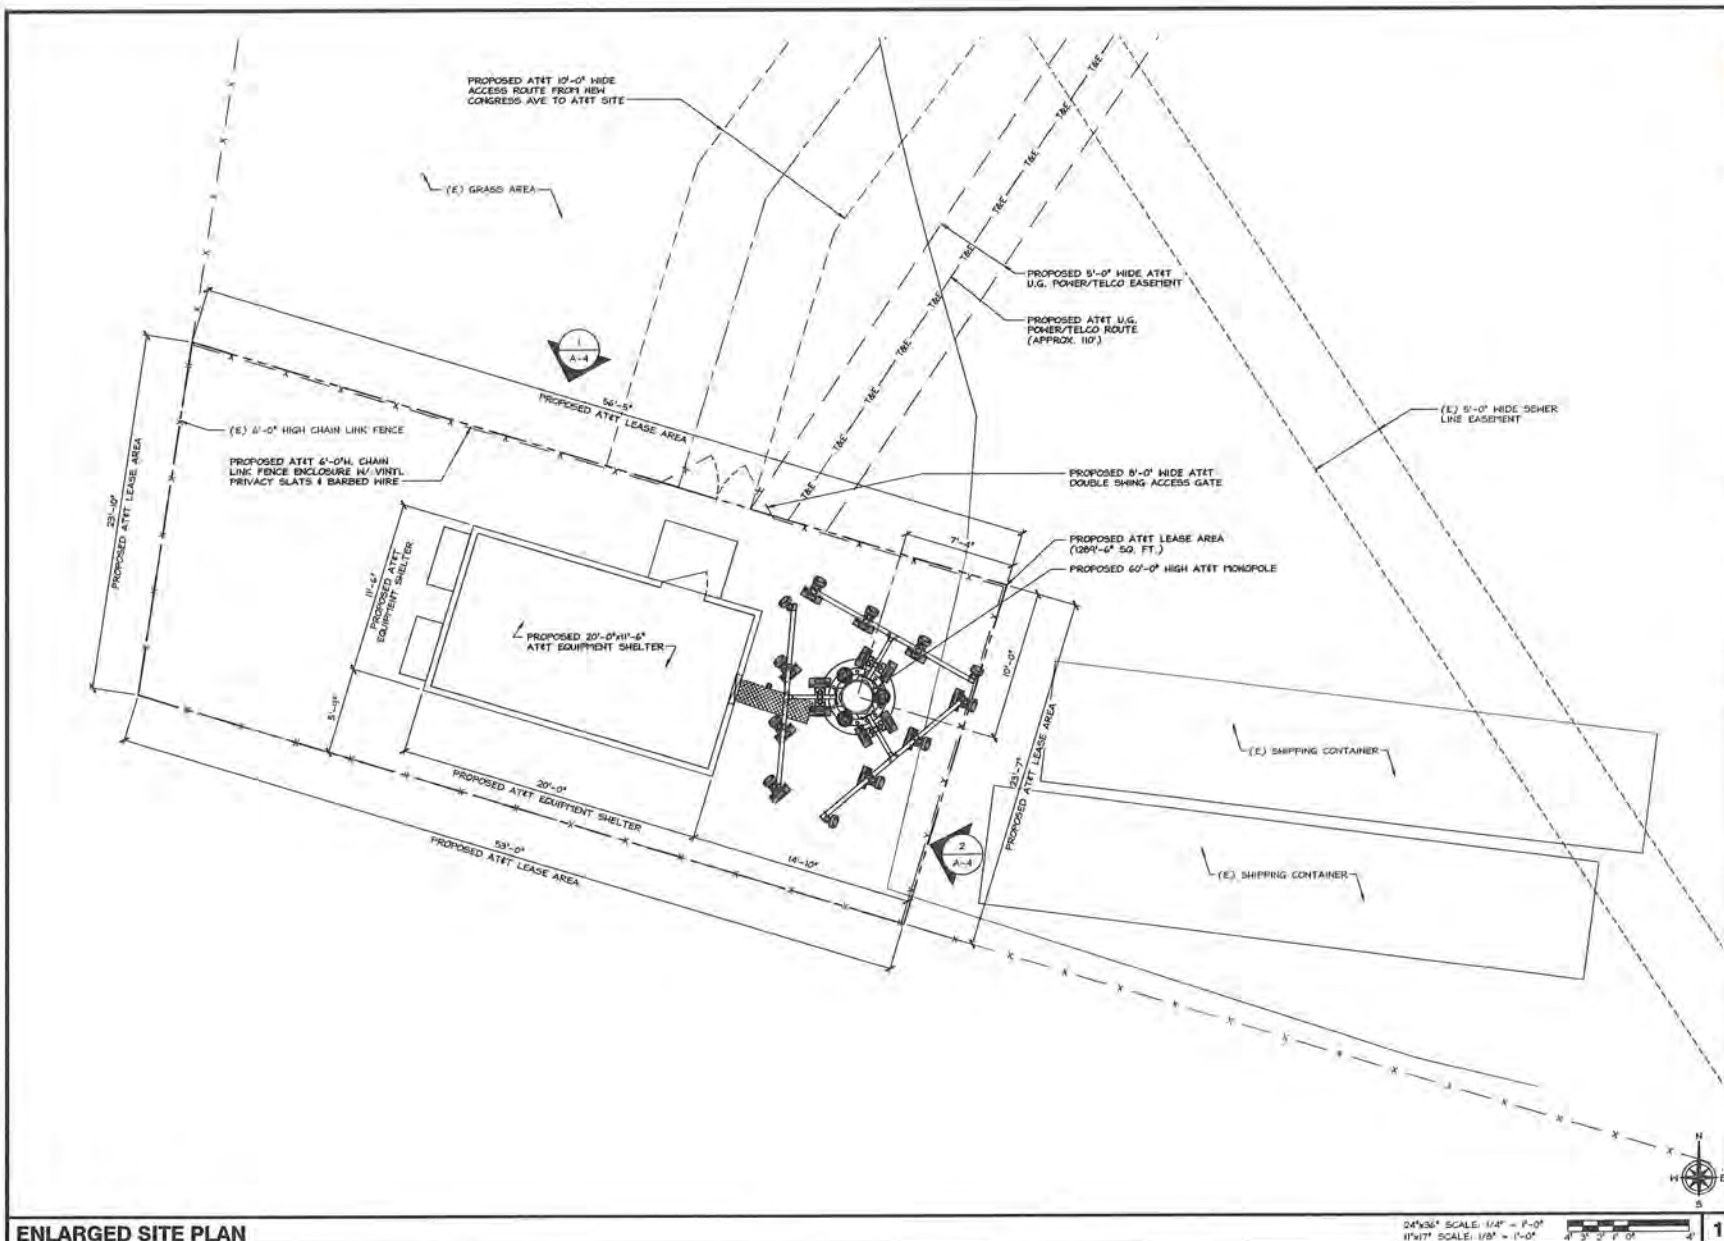 PROPOSED AT&T 10'-0" WIDE
ACCESS ROUTE FROM NEW
CONGRESS AVE TO AT&T SITE
(E) GRASS AREA
T&E
T&E
T&E
T&E
T&E
T&E
T&E
T&E
T&E
T&E
PROPOSED 5'-0" WIDE AT&T
U.G. POWER/TELCO EASEMENT
PROPOSED AT&T U.G.
POWER/TELCO ROUTE
(APPROX. 110')
1
A-4
56'-5"
PROPOSED AT&T LEASE AREA
(E) 5'-0" WIDE SEWER
LINE EASEMENT
(E) 6'-0" HIGH CHAIN LINK FENCE
PROPOSED AT&T 6'-0"H. CHAIN
LINK FENCE ENCLOSURE W/ VINYL
PRIVACY SLATS & BARBED WIRE
23'-10"
PROPOSED AT&T LEASE AREA
PROPOSED 8'-0" WIDE AT&T
DOUBLE SWING ACCESS GATE
7'-4"
PROPOSED AT&T LEASE AREA
(1289'-6" SQ. FT.)
PROPOSED 60'-0" HIGH AT&T MONOPOLE
11'-6"
PROPOSED AT&T
EQUIPMENT SHELTER
PROPOSED 20'-0"x11'-6"
AT&T EQUIPMENT SHELTER
10'-0"
5'-0"
(E) SHIPPING CONTAINER
23'-7"
PROPOSED AT&T LEASE AREA
20'-0"
PROPOSED AT&T EQUIPMENT SHELTER
53'-0"
PROPOSED AT&T LEASE AREA
14'-10"
2
A-4
(E) SHIPPING CONTAINER
N
W
E
S
ENLARGED SITE PLAN
24"x36" SCALE: 1/4" = 1'-0"
11"x17" SCALE: 1/8" = 1'-0"
4' 3' 2' 1' 0" 4'
1